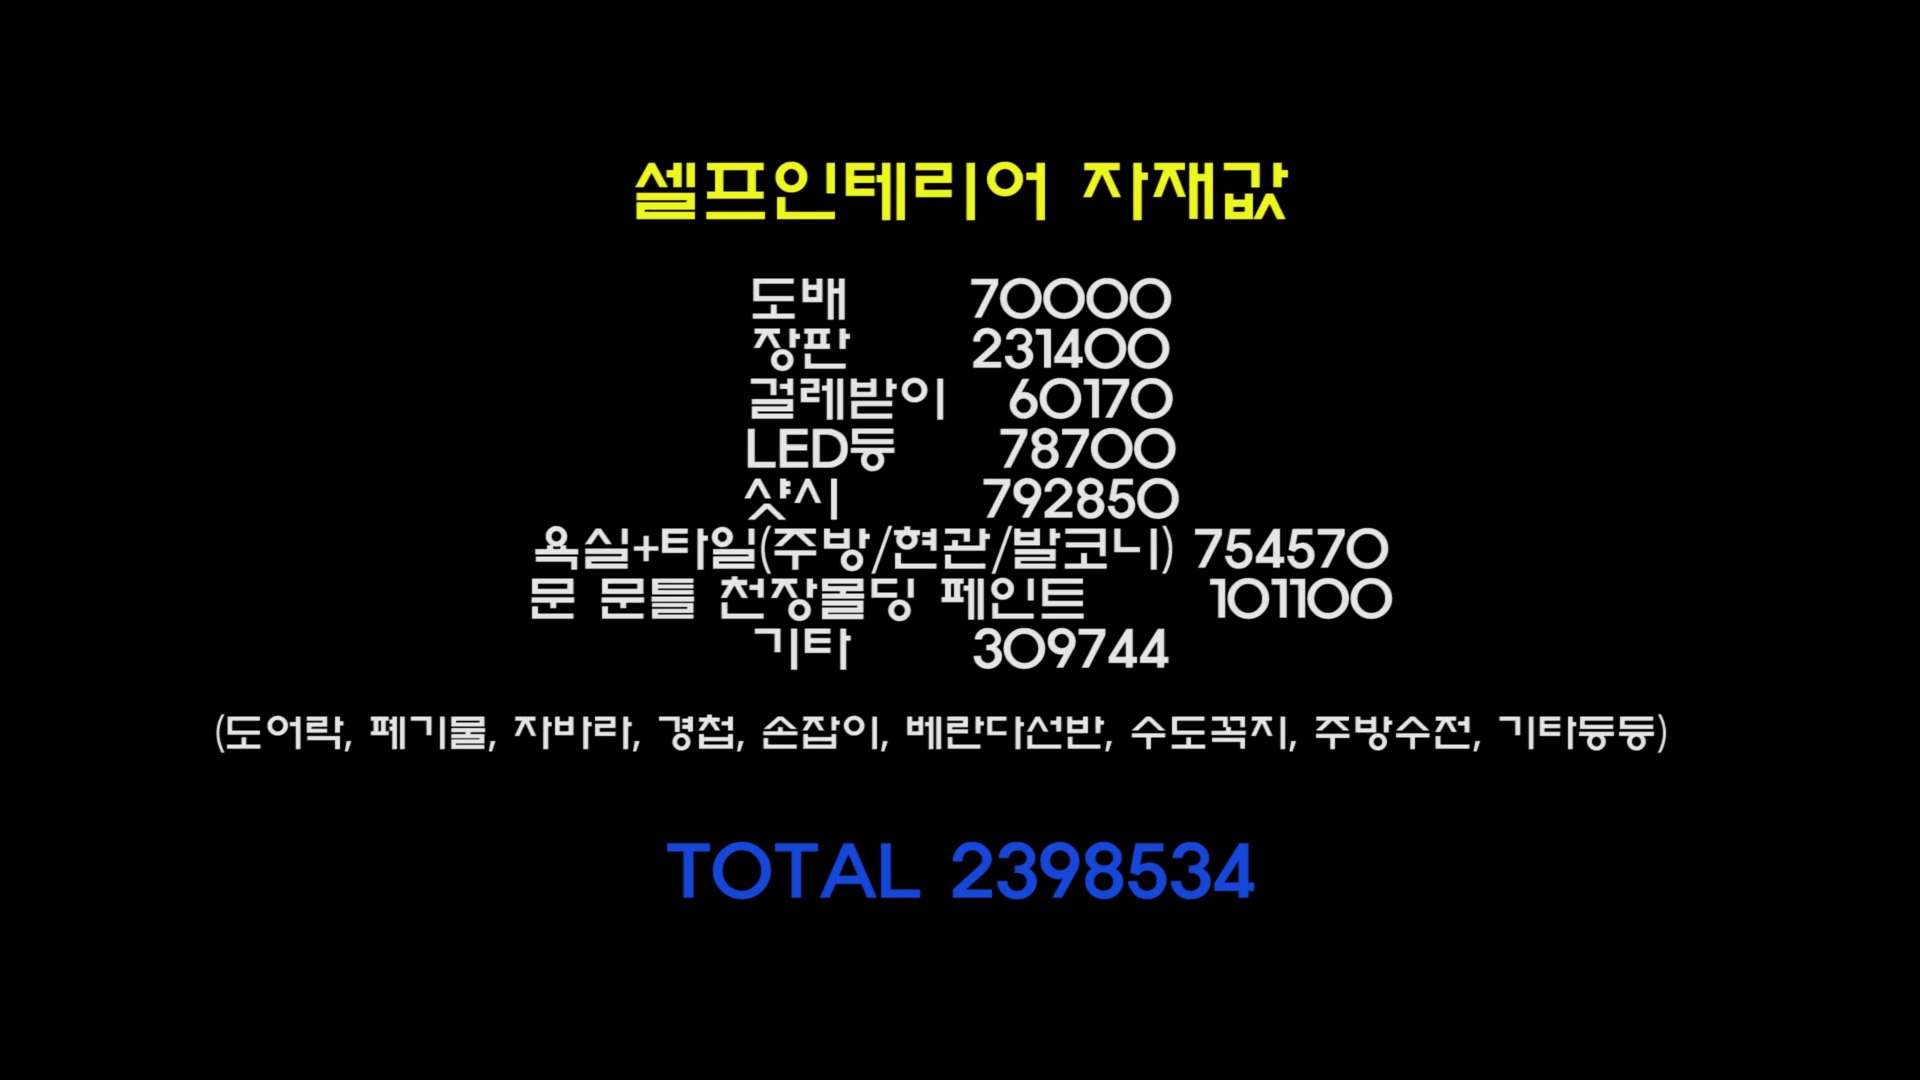 셀프인테리어 자재값
도배 70000
장판 231400
걸레받이 60170
LED등 78700
샷시 792850
욕실+타일(주방/현관/발코니) 754570
문 문틀 천장몰딩 페인트 101100
기타 309744
(도어락, 폐기물, 자바라, 경첩, 손잡이, 베란다선반, 수도꼭지, 주방수전, 기타등등)
TOTAL 2398534